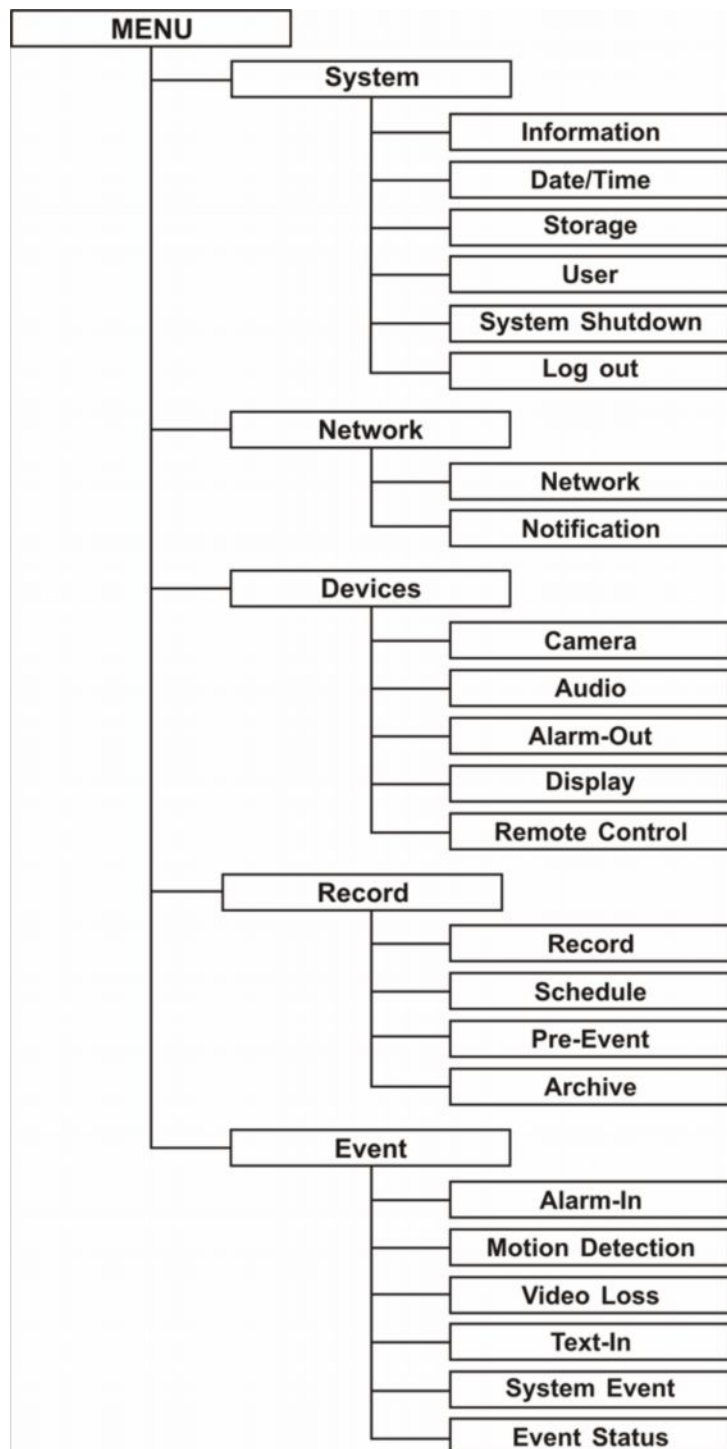 MENU
System
Information
Date/Time
Storage
User
System Shutdown
Log out
Network
Network
Notification
Devices
Camera
Audio
Alarm-Out
Display
Remote Control
Record
Record
Schedule
Pre-Event
Archive
Event
Alarm-In
Motion Detection
Video Loss
Text-In
System Event
Event Status